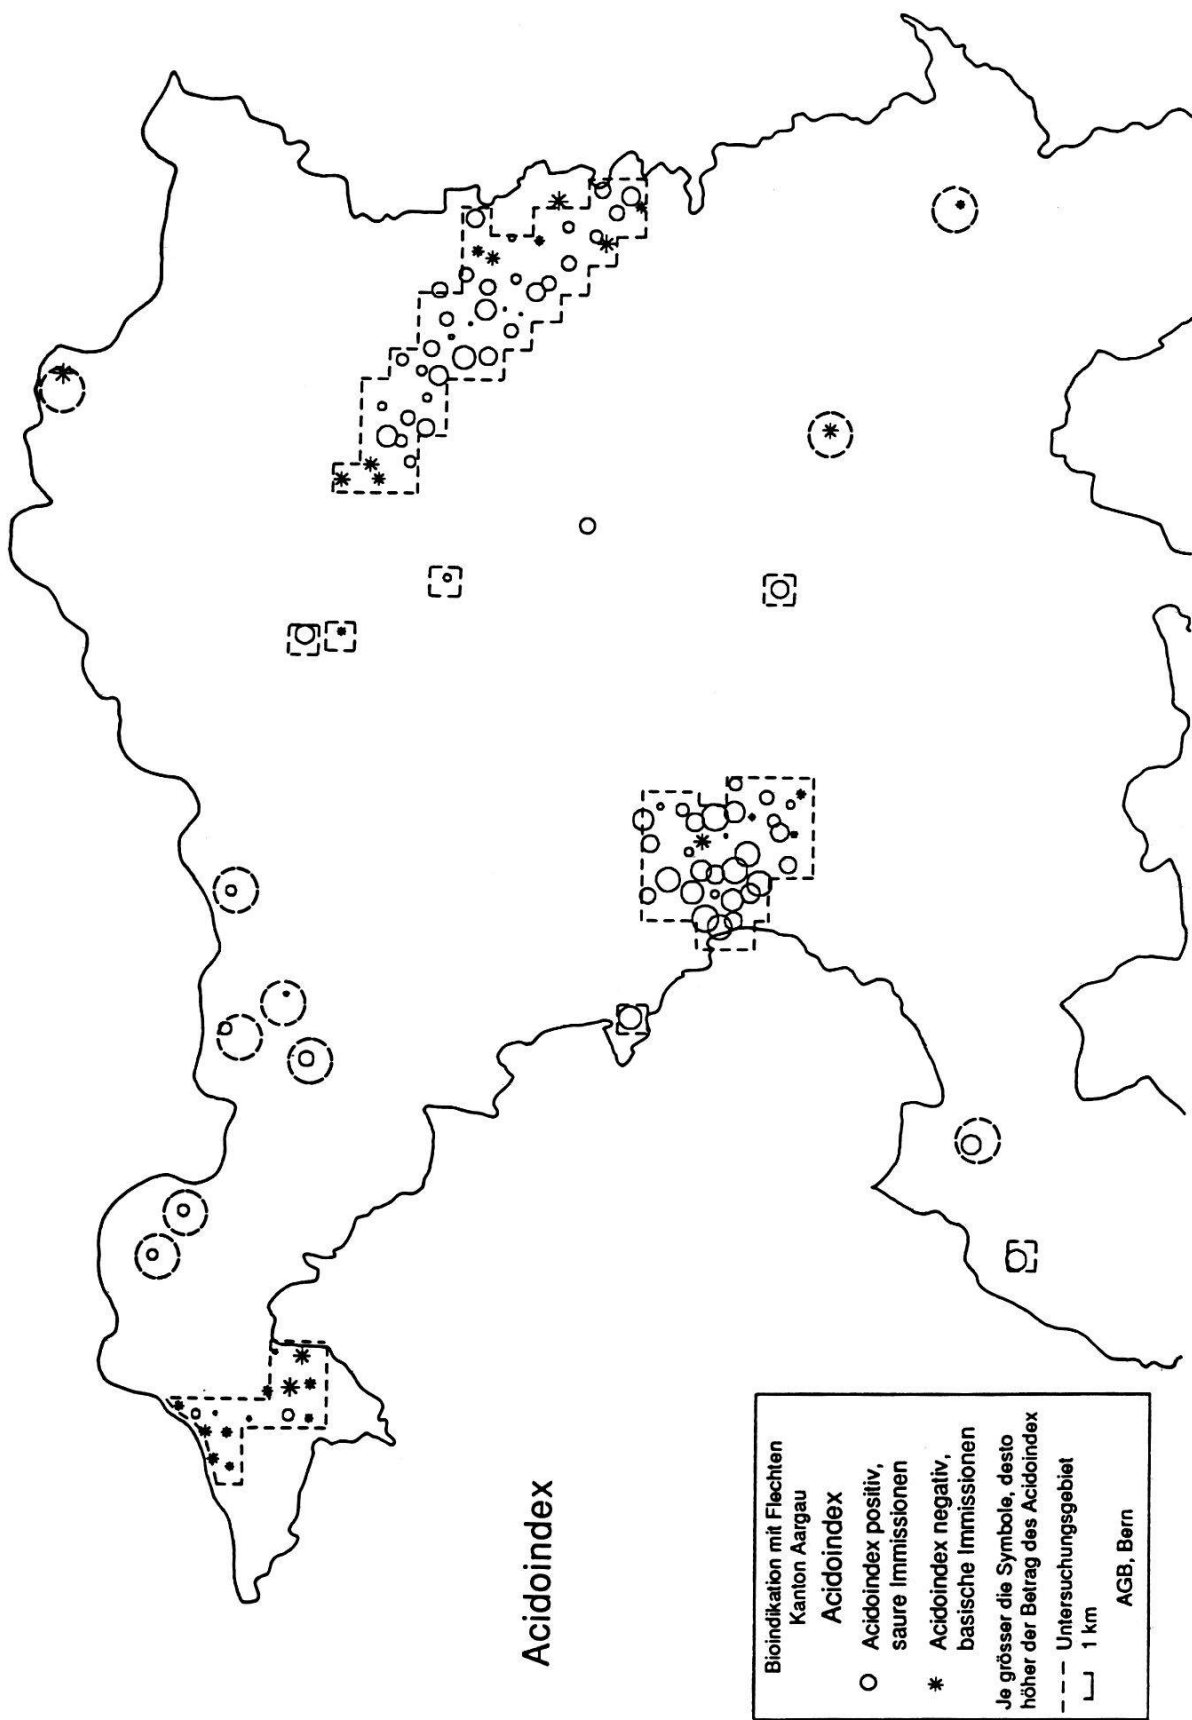 Acidoindex
Bioindikation mit Flechten
Kanton Aargau
Acidoindex
Acidoindex positiv,
saure Immissionen
Acidoindex negativ,
basische Immissionen
Je grösser die Symbole, desto
höher der Betrag des Acidoindex
Untersuchungsgebiet
1 km
AGB, Bern